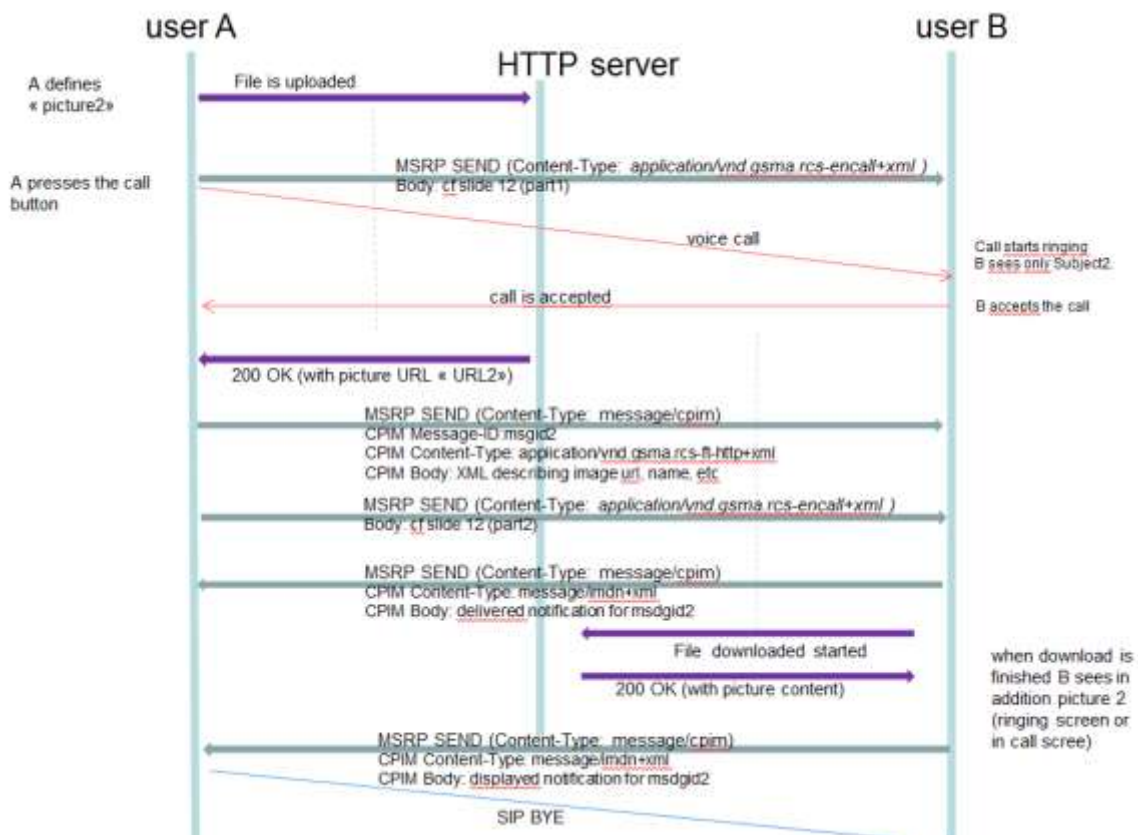 user A
user B
HTTP server
A defines
« picture2»
File is uploaded
MSRP SEND (Content-Type: application/vnd.gsma.rcs-encall+xml )
Body: cf slide 12 (part1)
A presses the call
button
voice call
Call starts ringing
B sees only Subject2.
call is accepted
B accepts the call
200 OK (with picture URL « URL2»)
MSRP SEND (Content-Type: message/cpim)
CPIM Message-ID:msgid2
CPIM Content-Type: application/vnd.gsma.rcs-ft-http+xml
CPIM Body: XML describing image url, name, etc
MSRP SEND (Content-Type: application/vnd.gsma.rcs-encall+xml )
Body: cf slide 12 (part2)
MSRP SEND (Content-Type: message/cpim)
CPIM Content-Type: message/imdn+xml
CPIM Body: delivered notification for msdgid2
File downloaded started
200 OK (with picture content)
when download is
finished B sees in
addition picture 2
(ringing screen or
in call scree)
MSRP SEND (Content-Type: message/cpim)
CPIM Content-Type: message/imdn+xml
CPIM Body: displayed notification for msdgid2
SIP BYE